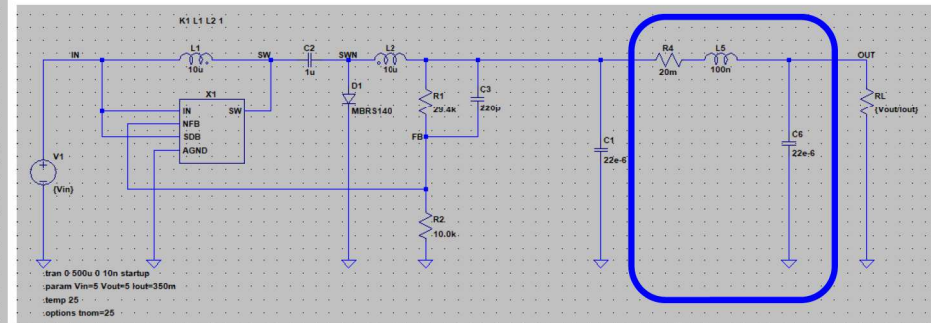 K1 L1 L2 1
IN
L1
10u
SW
C2
1u
SWN
L2
10u
R4
20m
L5
100n
OUT
X1
IN
SW
NFB
SDB
AGND
D1
MBRS140
R1
29.4k
C3
220p
FB
C1
22e-6
C6
22e-6
RL
{Vout/Iout}
V1
{Vin}
R2
10.0k
.tran 0 500u 0 10n startup
.param Vin=5 Vout=5 Iout=350m
.temp 25
.options tnom=25